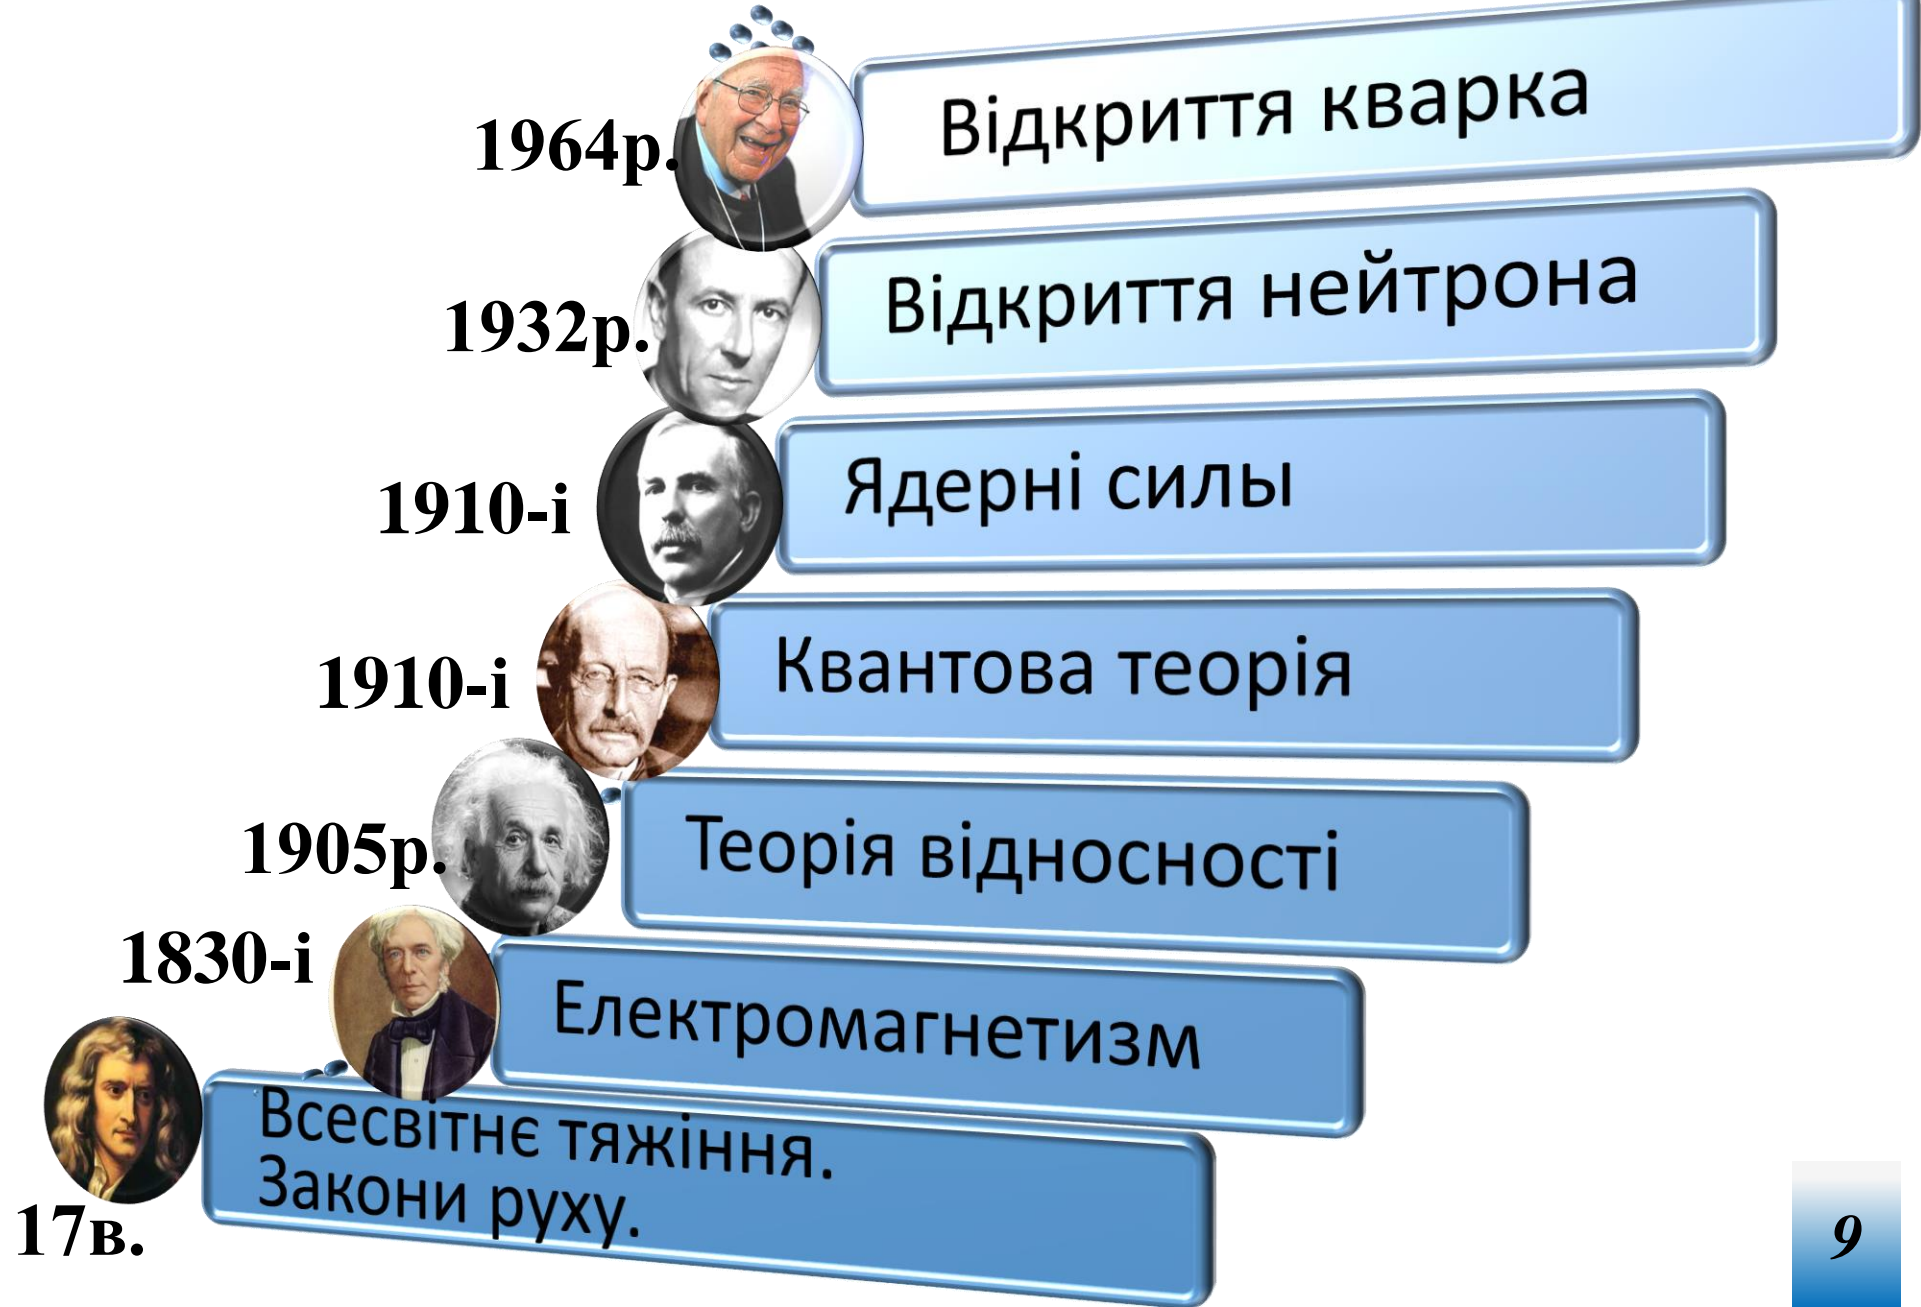 1964р.
Відкриття кварка
1932р.
Відкриття нейтрона
1910-і
Ядерні силы
1910-і
Квантова теорія
1905р.
Теорія відносності
1830-і
Електромагнетизм
Всесвітнє тяжіння.
Закони руху.
17в.
9